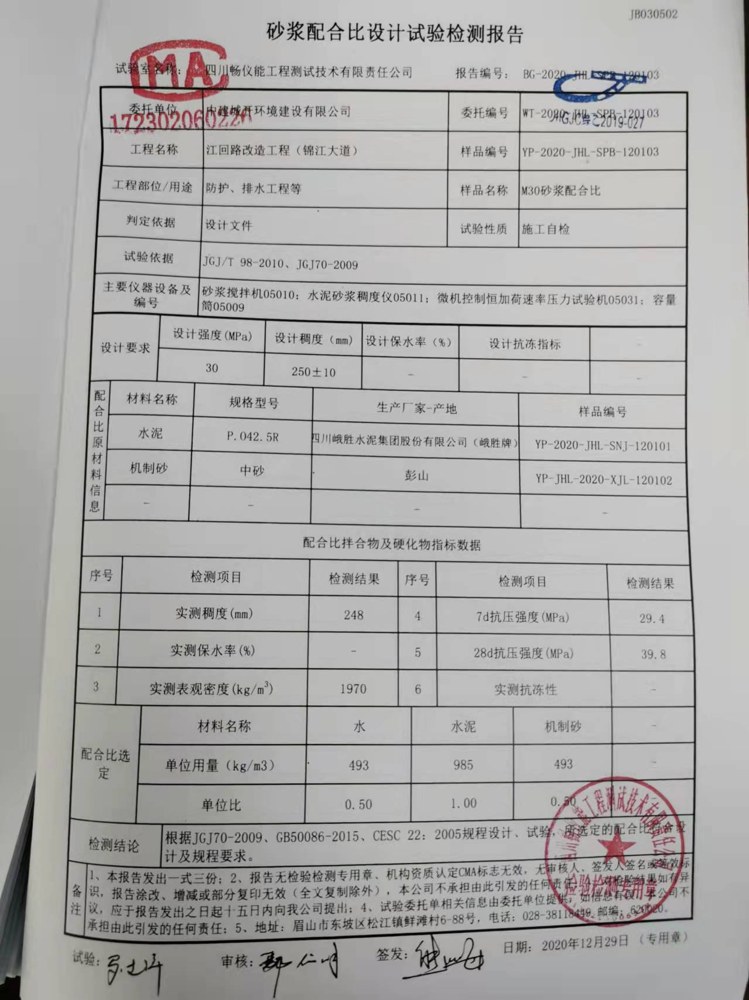 JB030502
砂浆配合比设计试验检测报告
试验室名称： 四川畅仪能工程测试技术有限责任公司 报告编号： BG-2020-JHL-SPB-120103
MA
172302060226
委托单位 中建城开环境建设有限公司 委托编号 WT-2020-JHL-SPB-120103
工程名称 江回路改造工程（锦江大道） 样品编号 YP-2020-JHL-SPB-120103
工程部位/用途 防护、排水工程等 样品名称 M30砂浆配合比
判定依据 设计文件 试验性质 施工自检
试验依据 JGJ/T 98-2010、JGJ70-2009
主要仪器设备及编号 砂浆搅拌机05010；水泥砂浆稠度仪05011；微机控制恒加荷速率压力试验机05031；容量
筒05009
设计要求 设计强度(MPa) 设计稠度（mm) 设计保水率（%） 设计抗冻指标 -
30 250±10 - - -
配合比原材料信息
材料名称 规格型号 生产厂家-产地 样品编号
水泥 P.O42.5R 四川峨胜水泥集团股份有限公司（峨胜牌） YP-2020-JHL-SNJ-120101
机制砂 中砂 彭山 YP-JHL-2020-XJL-120102
- - - -
配合比拌合物及硬化物指标数据
序号 检测项目 检测结果 序号 检测项目 检测结果
1 实测稠度(mm) 248 4 7d抗压强度(MPa) 29.4
2 实测保水率(%) - 5 28d抗压强度(MPa) 39.8
3 实测表观密度(kg/m³) 1970 6 实测抗冻性 -
配合比选定
材料名称 水 水泥 机制砂 -
单位用量（kg/m3） 493 985 493 -
单位比 0.50 1.00 0.50
检测结论 根据JGJ70-2009、GB50086-2015、CESC 22：2005规程设计、试验，所选定的配合比符合设
计及规程要求。
备注
1、本报告发出一式三份；2、报告无检验检测专用章、机构资质认定CMA标志无效，无审核人、签发人签名或等效标
识，报告涂改、增减或部分复印无效（全文复制除外），本公司不承担由此引发的任何责任；3、对检验结果如有异
议，应于报告发出之日起十五日内向我公司提出；4、试验委托单相关信息由委托单位提供，如信息有误，本公司不
承担由此引发的任何责任；5、地址：眉山市东坡区松江镇鲜滩村6-88号，电话：028-38118449 邮编：620020。
检验检测专用章
试验： 审核： 签发： 日期： 2020年12月29日 （专用章）